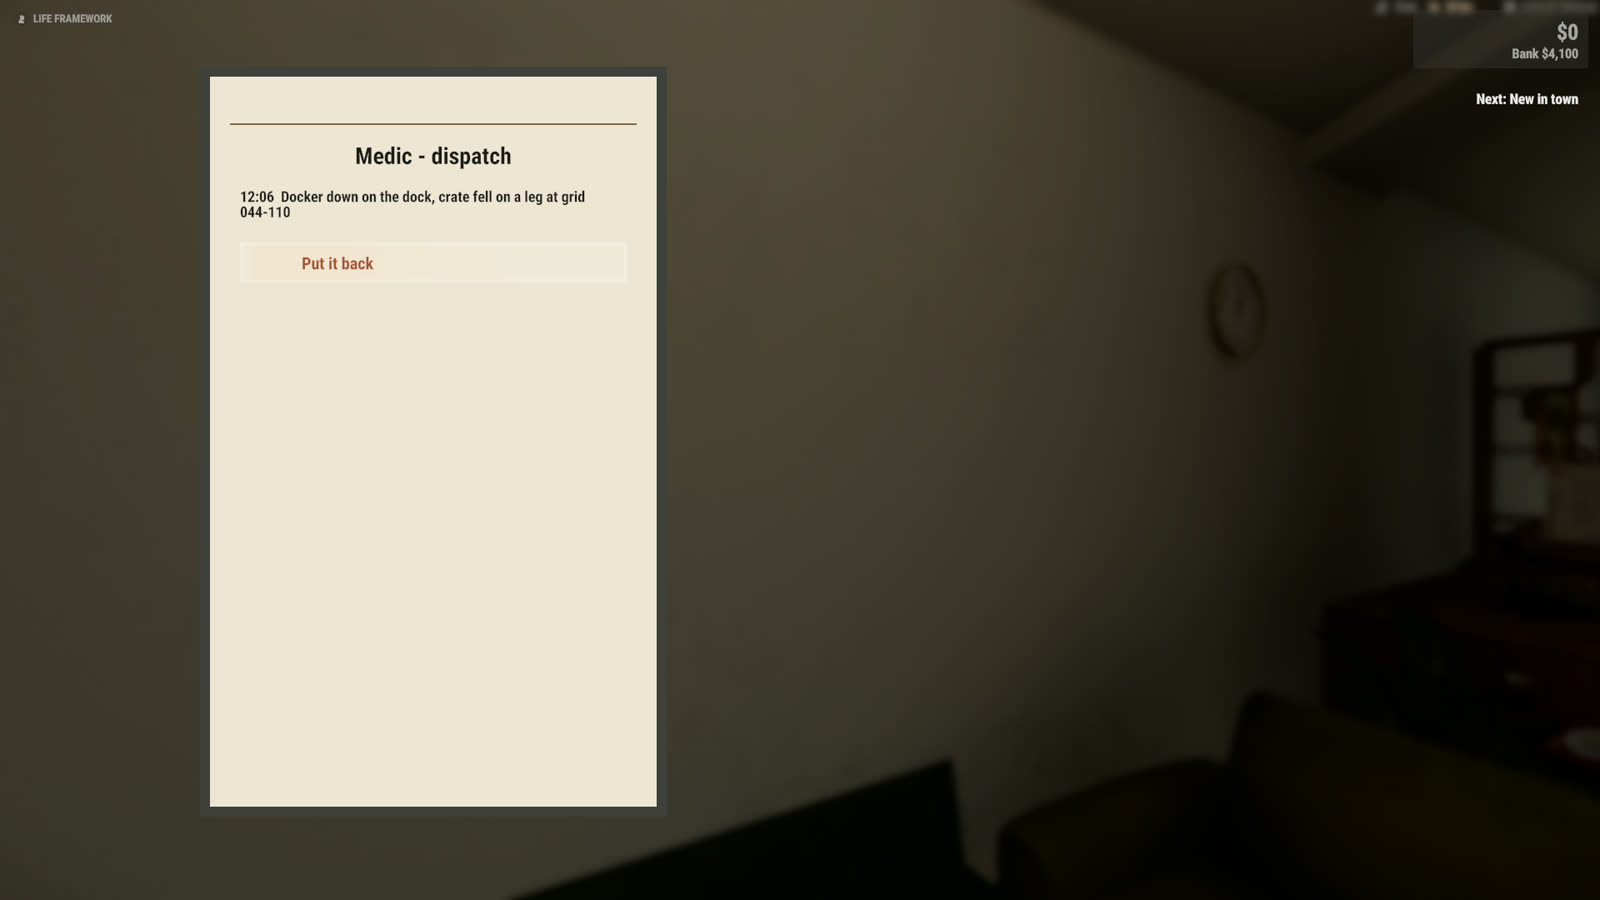 LIFE FRAMEWORK
$0
Bank $4,100
Next: New in town
Medic - dispatch
12:06 Docker down on the dock, crate fell on a leg at grid
044-110
Put it back